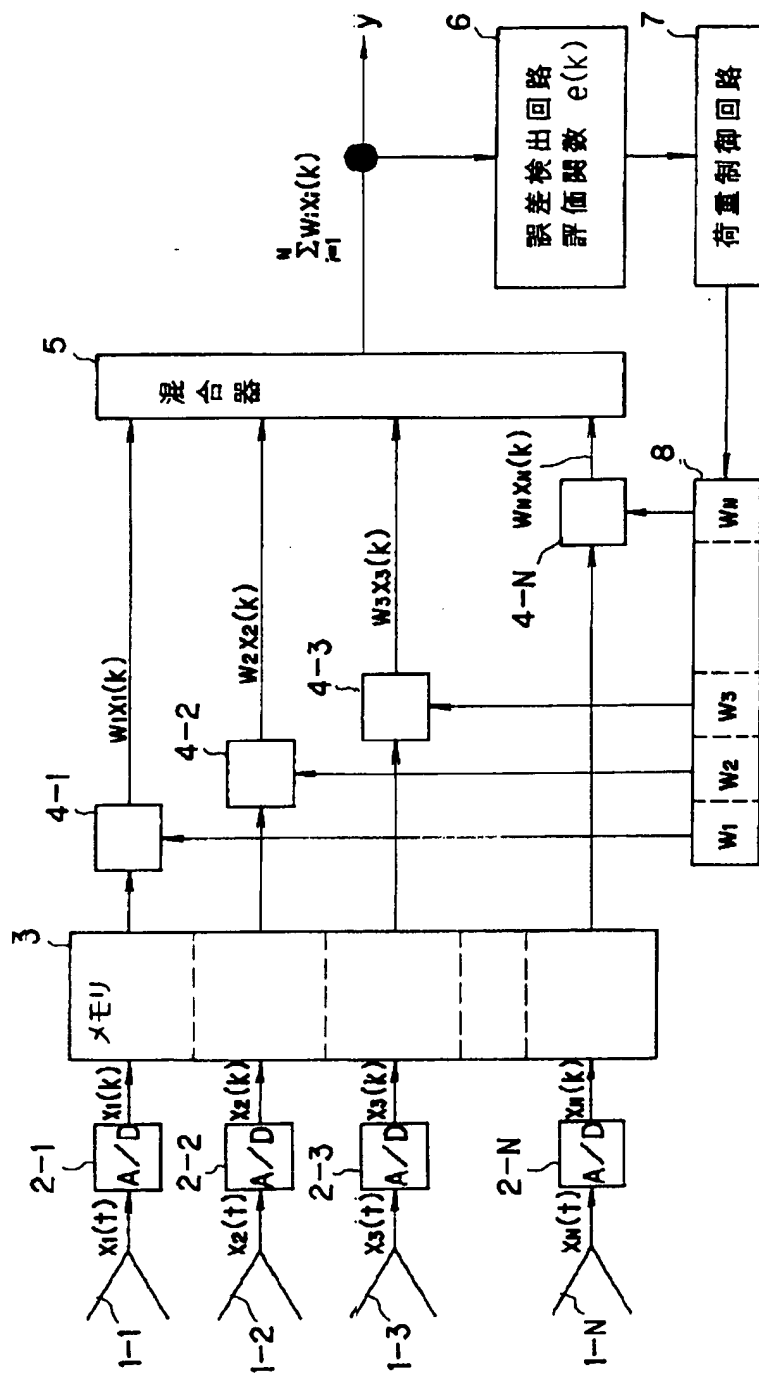 1-1
X1(t)
2-1
A/D
X1(k)
3
メモリ
4-1
W1X1(k)
5
混合器
1-2
X2(t)
2-2
A/D
X2(k)
4-2
W2X2(k)
1-3
X3(t)
2-3
A/D
X3(k)
4-3
W3X3(k)
1-N
XN(t)
2-N
A/D
XN(k)
4-N
WNXN(k)
N
ΣWiXi(k)
i=1
y
6
誤差検出回路
評価関数 e(k)
7
荷重制御回路
8
W1
W2
W3
WN